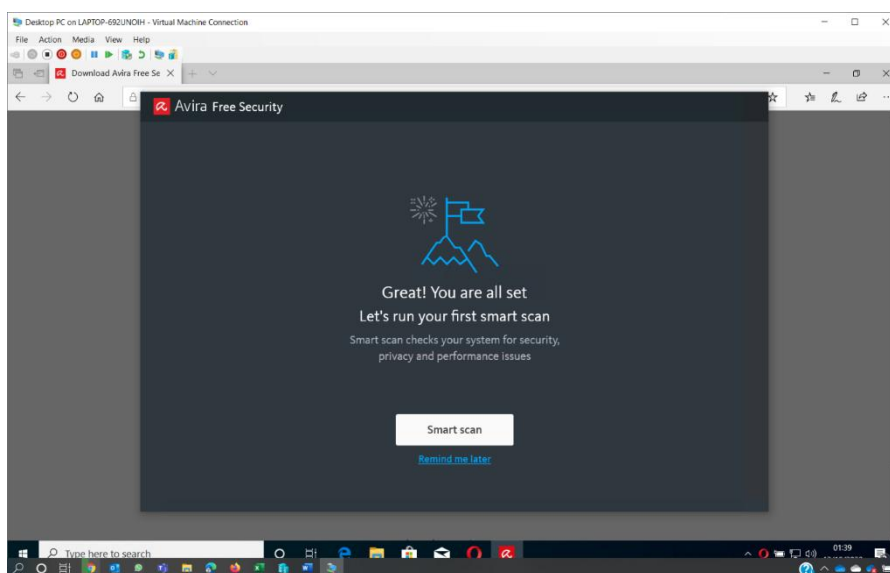 Desktop PC on LAPTOP-692UNOIH - Virtual Machine Connection
File Action Media View Help
Download Avira Free Se
Avira Free Security
Great! You are all set
Let's run your first smart scan
Smart scan checks your system for security,
privacy and performance issues
Smart scan
Remind me later
Type here to search
01:39